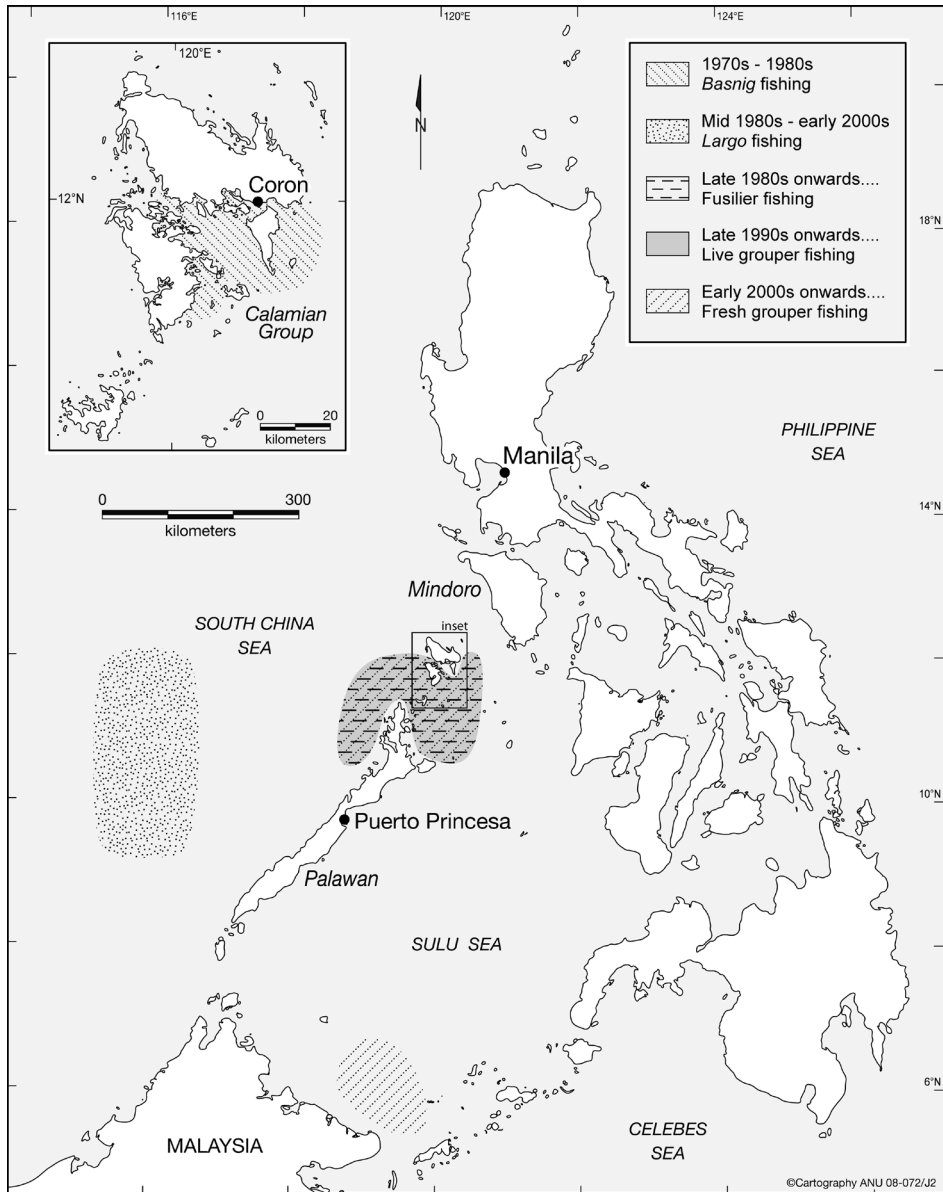 116°E
120°E
124°E
120°E
12°N
Coron
Calamian
Group
0 20
kilometers
N
1970s - 1980s
Basnig fishing
Mid 1980s - early 2000s
Largo fishing
Late 1980s onwards....
Fusilier fishing
Late 1990s onwards....
Live grouper fishing
Early 2000s onwards....
Fresh grouper fishing
18°N
PHILIPPINE
SEA
Manila
0 300
kilometers
14°N
Mindoro
SOUTH CHINA
SEA
inset
10°N
Puerto Princesa
Palawan
SULU SEA
6°N
MALAYSIA
CELEBES
SEA
©Cartography ANU 08-072/J2